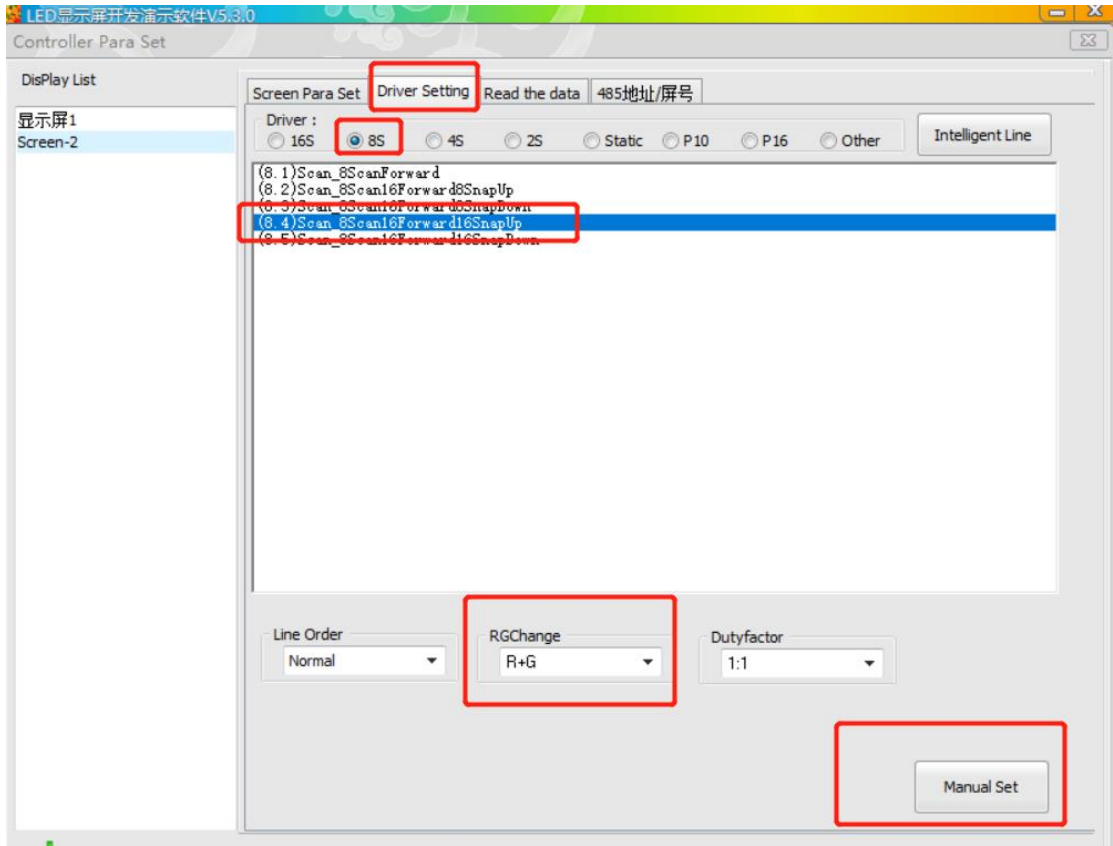 LED显示屏开发演示软件V5.3.0
Controller Para Set
DisPlay List
显示屏1
Screen-2
Screen Para Set Driver Setting Read the data 485地址/屏号
Driver :
16S 8S 4S 2S Static P10 P16 Other Intelligent Line
(8.1)Scan_8ScanForward
(8.2)Scan_8Scan16Forward8SnapUp
(8.3)Scan_8Scan16Forward8SnapDown
(8.4)Scan_8Scan16Forward16SnapUp
(8.5)Scan_8Scan16Forward16SnapDown
Line Order RGChange Dutyfactor
Normal R+G 1:1
Manual Set